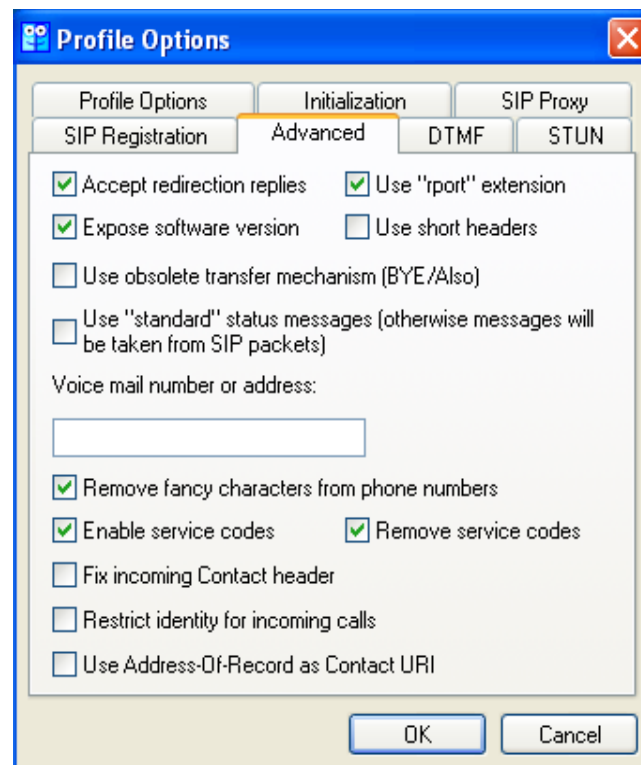 Profile Options
Profile Options Initialization SIP Proxy
SIP Registration Advanced DTMF STUN
Accept redirection replies Use "rport" extension
Expose software version Use short headers
Use obsolete transfer mechanism (BYE/Also)
Use "standard" status messages (otherwise messages will
be taken from SIP packets)
Voice mail number or address:
Remove fancy characters from phone numbers
Enable service codes Remove service codes
Fix incoming Contact header
Restrict identity for incoming calls
Use Address-Of-Record as Contact URI
OK Cancel